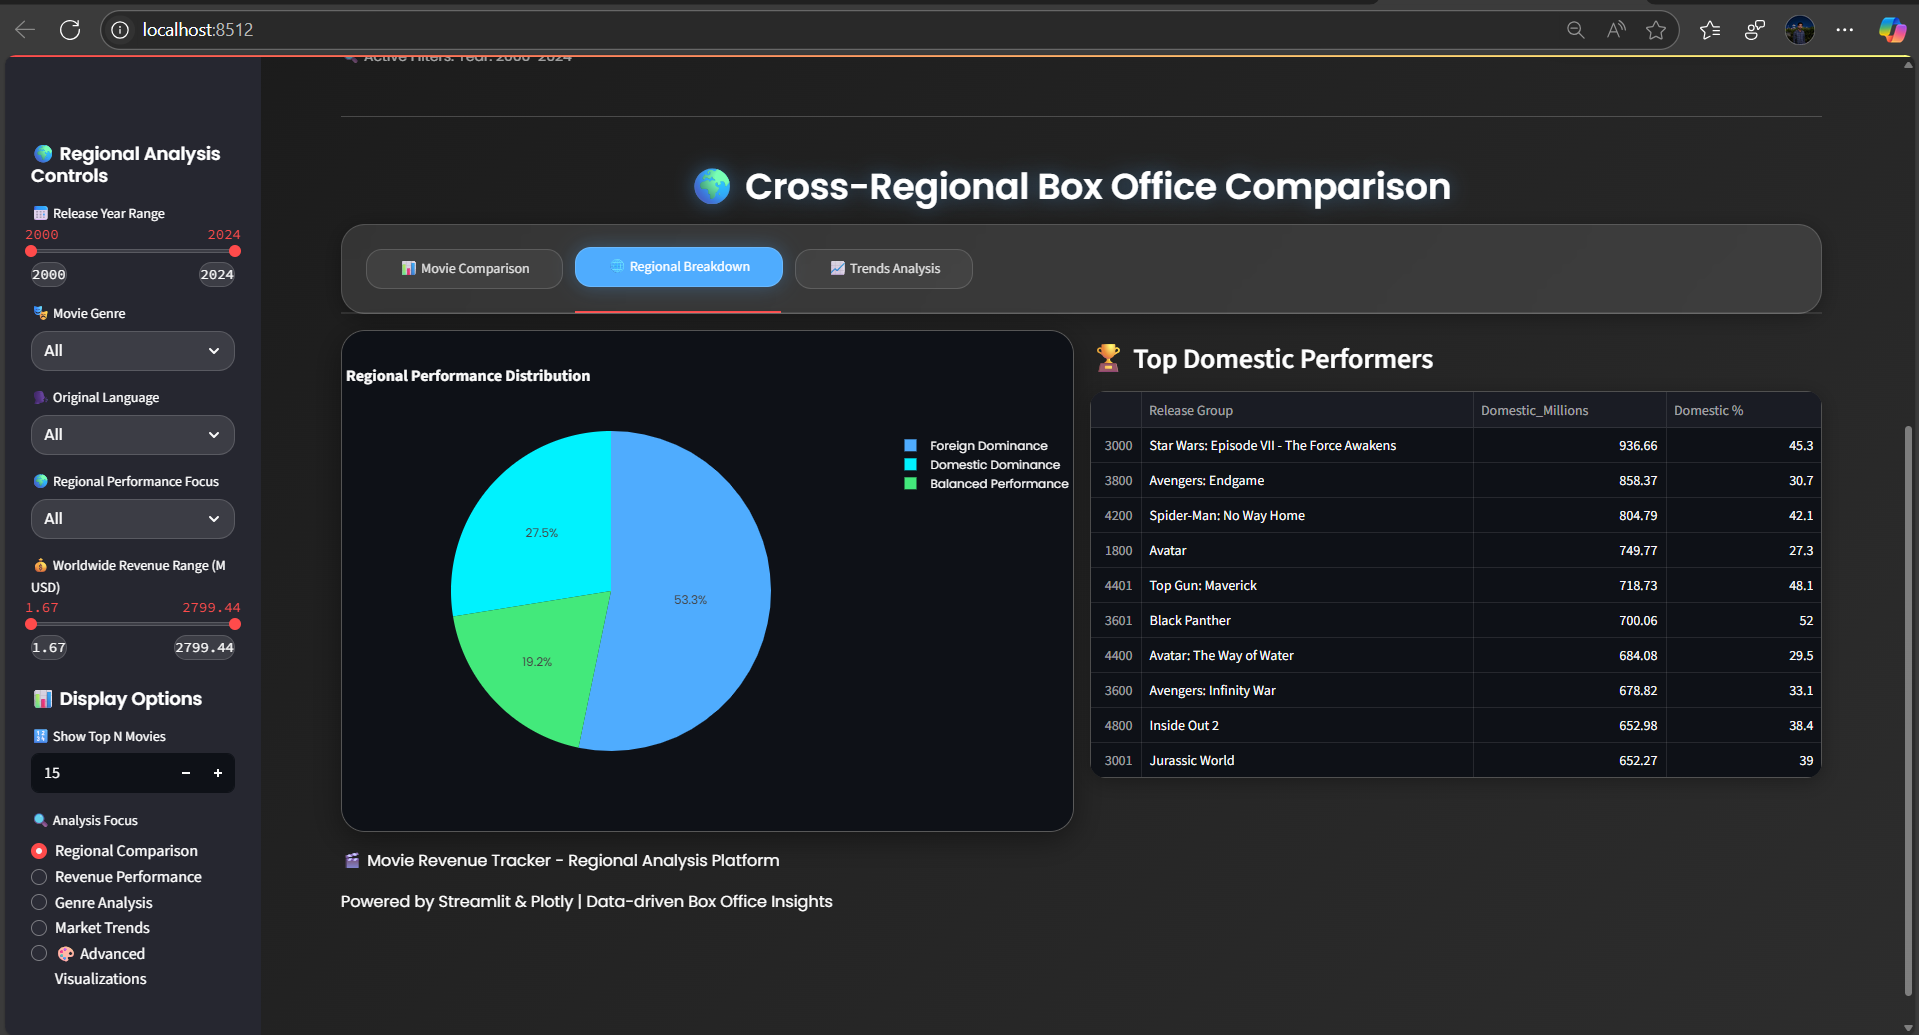 localhost:8512
Active Filters: Year: 2000-2024
Regional Analysis
Controls
Release Year Range
2000 2024
2000 2024
Movie Genre
All
Original Language
All
Regional Performance Focus
All
Worldwide Revenue Range (M
USD)
1.67 2799.44
1.67 2799.44
Display Options
Show Top N Movies
15
Analysis Focus
Regional Comparison
Revenue Performance
Genre Analysis
Market Trends
Advanced
Visualizations
Cross-Regional Box Office Comparison
Movie Comparison Regional Breakdown Trends Analysis
Regional Performance Distribution
Foreign Dominance
Domestic Dominance
Balanced Performance
27.5%
53.3%
19.2%
Top Domestic Performers
Release Group Domestic_Millions Domestic %
3000 Star Wars: Episode VII - The Force Awakens 936.66 45.3
3800 Avengers: Endgame 858.37 30.7
4200 Spider-Man: No Way Home 804.79 42.1
1800 Avatar 749.77 27.3
4401 Top Gun: Maverick 718.73 48.1
3601 Black Panther 700.06 52
4400 Avatar: The Way of Water 684.08 29.5
3600 Avengers: Infinity War 678.82 33.1
4800 Inside Out 2 652.98 38.4
3001 Jurassic World 652.27 39
Movie Revenue Tracker - Regional Analysis Platform
Powered by Streamlit & Plotly | Data-driven Box Office Insights